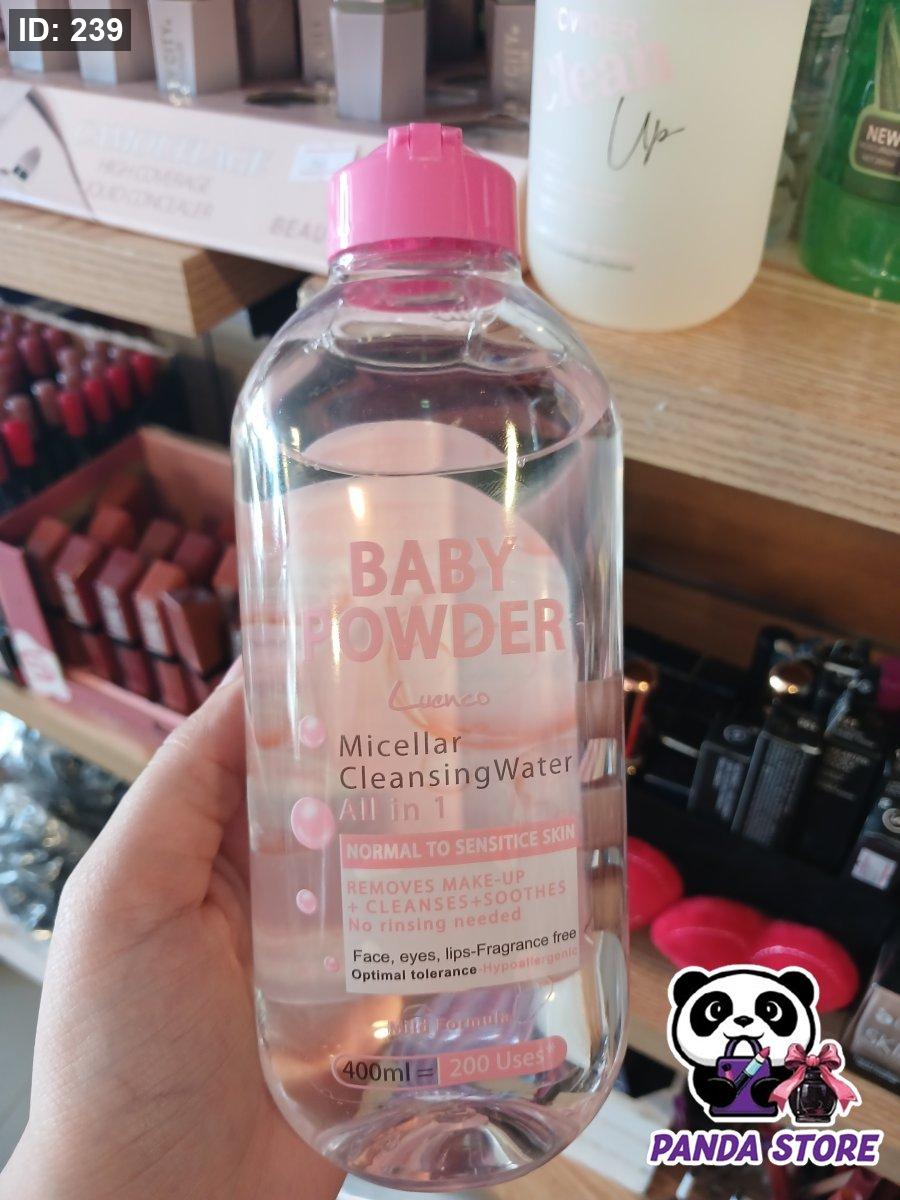 ID: 239
Up
NEW
HIGH COVERAGE
LIQUID CONCEALER
BABY
POWDER
Luenco
Micellar
CleansingWater
All in 1
NORMAL TO SENSITICE SKIN
REMOVES MAKE-UP
+ CLEANSES+SOOTHES
No rinsing needed
Face, eyes, lips-Fragrance free
Optimal tolerance-Hypoallergenic
Mild Formula
400ml = 200 Uses*
PANDA STORE